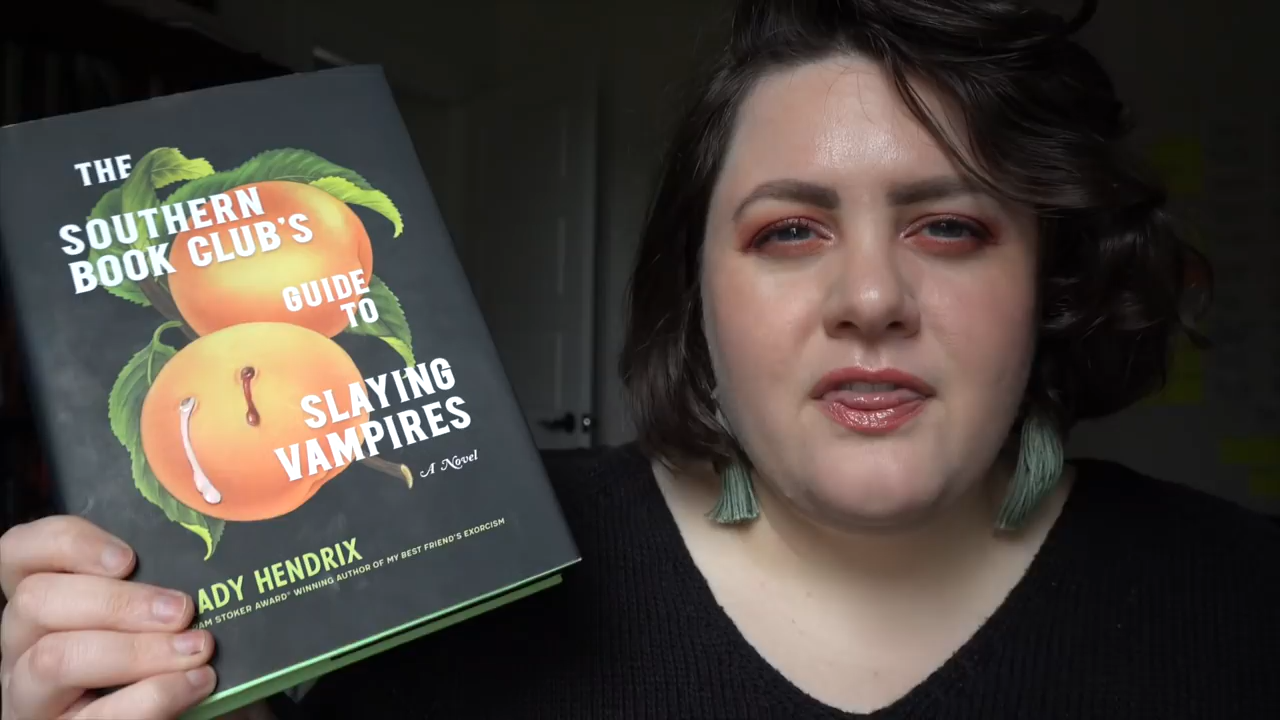 THE
SOUTHERN
BOOK CLUB'S
GUIDE
TO
SLAYING
VAMPIRES
A Novel
ADY HENDRIX
AM STOKER AWARD® WINNING AUTHOR OF MY BEST FRIEND'S EXORCISM